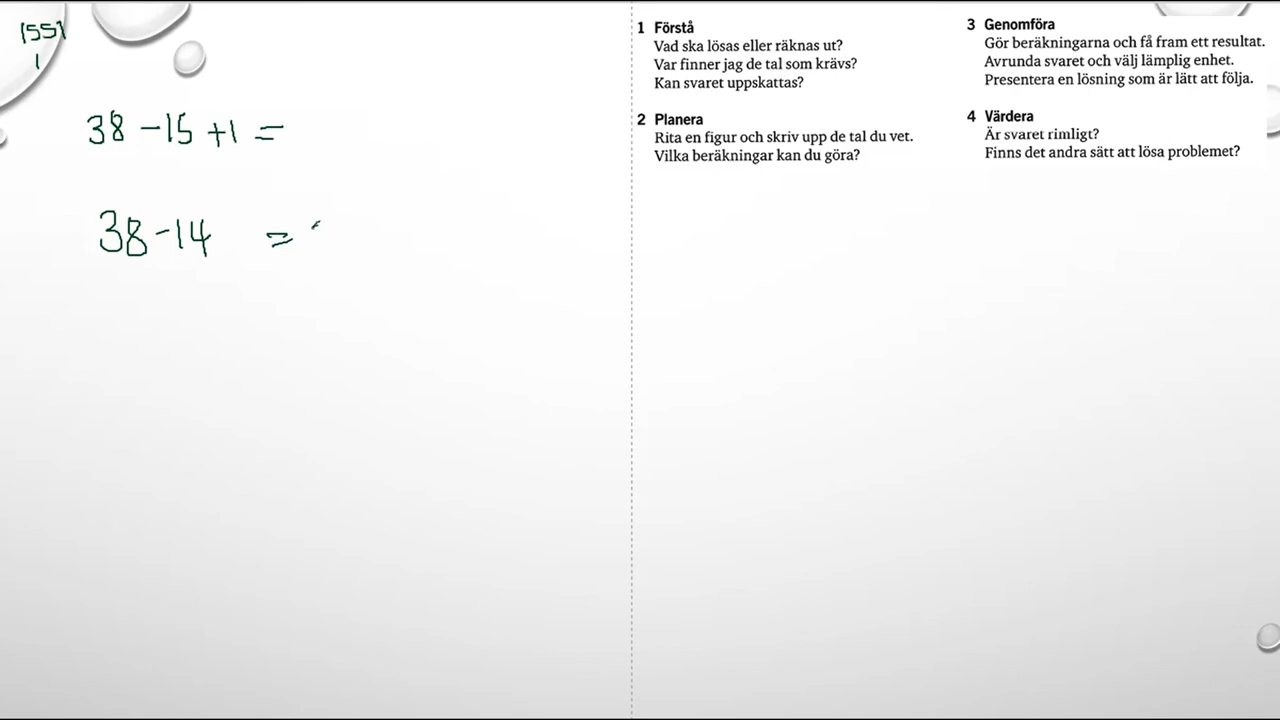 1551
1
38 - 15 + 1 =
38 - 14 =
1 Förstå
Vad ska lösas eller räknas ut?
Var finner jag de tal som krävs?
Kan svaret uppskattas?
2 Planera
Rita en figur och skriv upp de tal du vet.
Vilka beräkningar kan du göra?
3 Genomföra
Gör beräkningarna och få fram ett resultat.
Avrunda svaret och välj lämplig enhet.
Presentera en lösning som är lätt att följa.
4 Värdera
Är svaret rimligt?
Finns det andra sätt att lösa problemet?